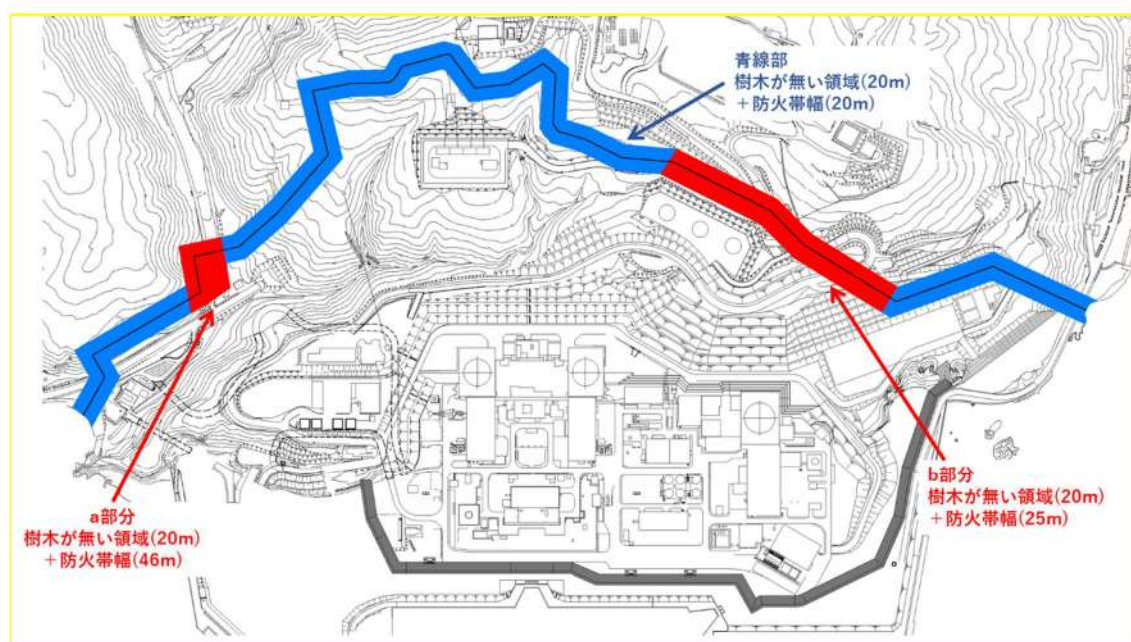 青線部
樹木が無い領域(20m)
＋防火帯幅(20m)
a部分
樹木が無い領域(20m)
＋防火帯幅(46m)
b部分
樹木が無い領域(20m)
＋防火帯幅(25m)